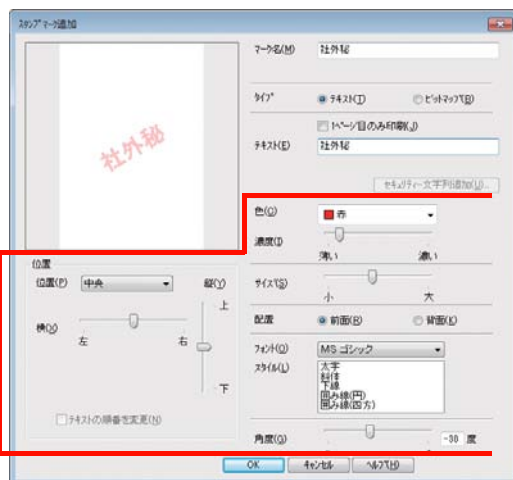 スタンプマーク追加
マーク名(M) 社外秘
タイプ テキスト(T) ビットマップ(B)
1ページ目のみ印刷(J)
テキスト(E) 社外秘
セキュリティー文字列追加(U)...
社外秘
色(C) 赤
濃度(I)
薄い 濃い
サイズ(S)
小 大
配置 前面(R) 背面(K)
フォント(O) MS ゴシック
スタイル(L) 太字
斜体
下線
囲み線(円)
囲み線(四方)
角度(G) -30 度
位置
位置(P) 中央 縦(Y)
上
横(X)
左 右
下
テキストの順番を変更(N)
OK キャンセル ヘルプ(H)